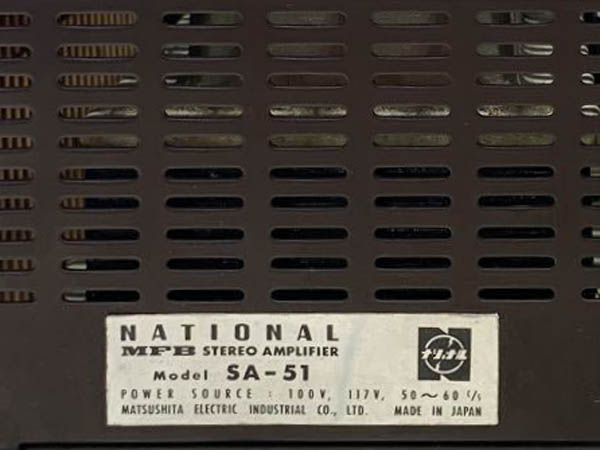 NATIONAL
MFB STEREO AMPLIFIER
Model SA-51
POWER SOURCE : 100V, 117V, 50~60 c/s
MATSUSHITA ELECTRIC INDUSTRIAL CO., LTD. MADE IN JAPAN
ナショナル